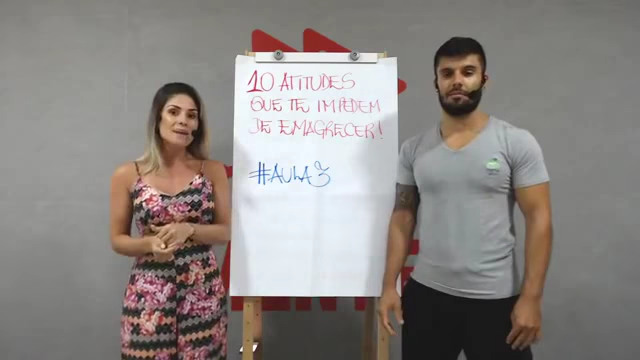 10 ATITUDES
QUE TE IMPEDEM
DE EMAGRECER!
#AULA3